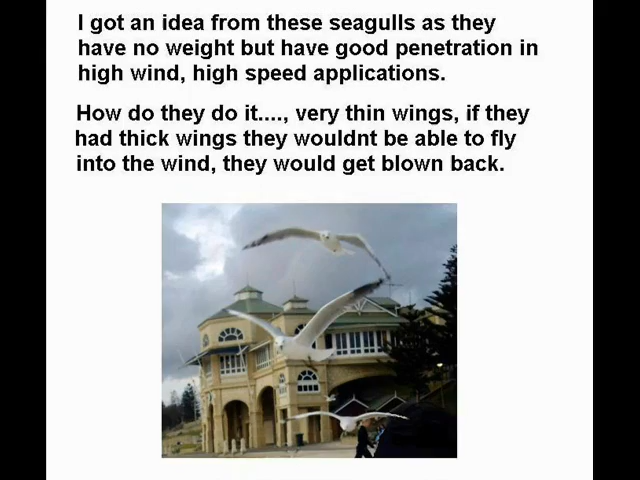 I got an idea from these seagulls as they
have no weight but have good penetration in
high wind, high speed applications.
How do they do it...., very thin wings, if they
had thick wings they wouldnt be able to fly
into the wind, they would get blown back.